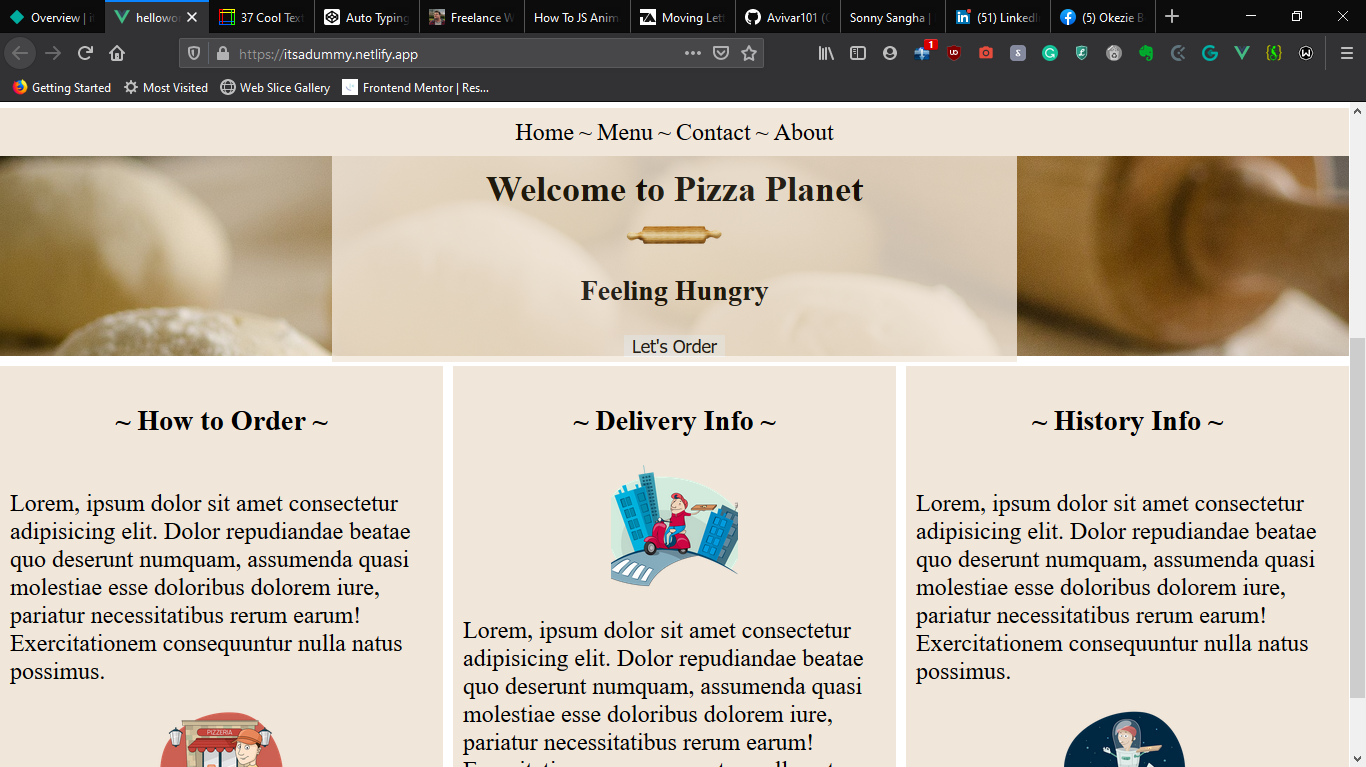 Overview | it
hellowor
37 Cool Text
Auto Typing
Freelance W
How To JS Anim
Moving Lett
Avivar101 (C
Sonny Sangha |
(51) LinkedIn
(5) Okezie B
https://itsadummy.netlify.app
1
Getting Started
Most Visited
Web Slice Gallery
Frontend Mentor | Res...
Home ~ Menu ~ Contact ~ About
Welcome to Pizza Planet
Feeling Hungry
Let's Order
~ How to Order ~
Lorem, ipsum dolor sit amet consectetur
adipisicing elit. Dolor repudiandae beatae
quo deserunt numquam, assumenda quasi
molestiae esse doloribus dolorem iure,
pariatur necessitatibus rerum earum!
Exercitationem consequuntur nulla natus
possimus.
PIZZERIA
~ Delivery Info ~
Lorem, ipsum dolor sit amet consectetur
adipisicing elit. Dolor repudiandae beatae
quo deserunt numquam, assumenda quasi
molestiae esse doloribus dolorem iure,
pariatur necessitatibus rerum earum!
~ History Info ~
Lorem, ipsum dolor sit amet consectetur
adipisicing elit. Dolor repudiandae beatae
quo deserunt numquam, assumenda quasi
molestiae esse doloribus dolorem iure,
pariatur necessitatibus rerum earum!
Exercitationem consequuntur nulla natus
possimus.